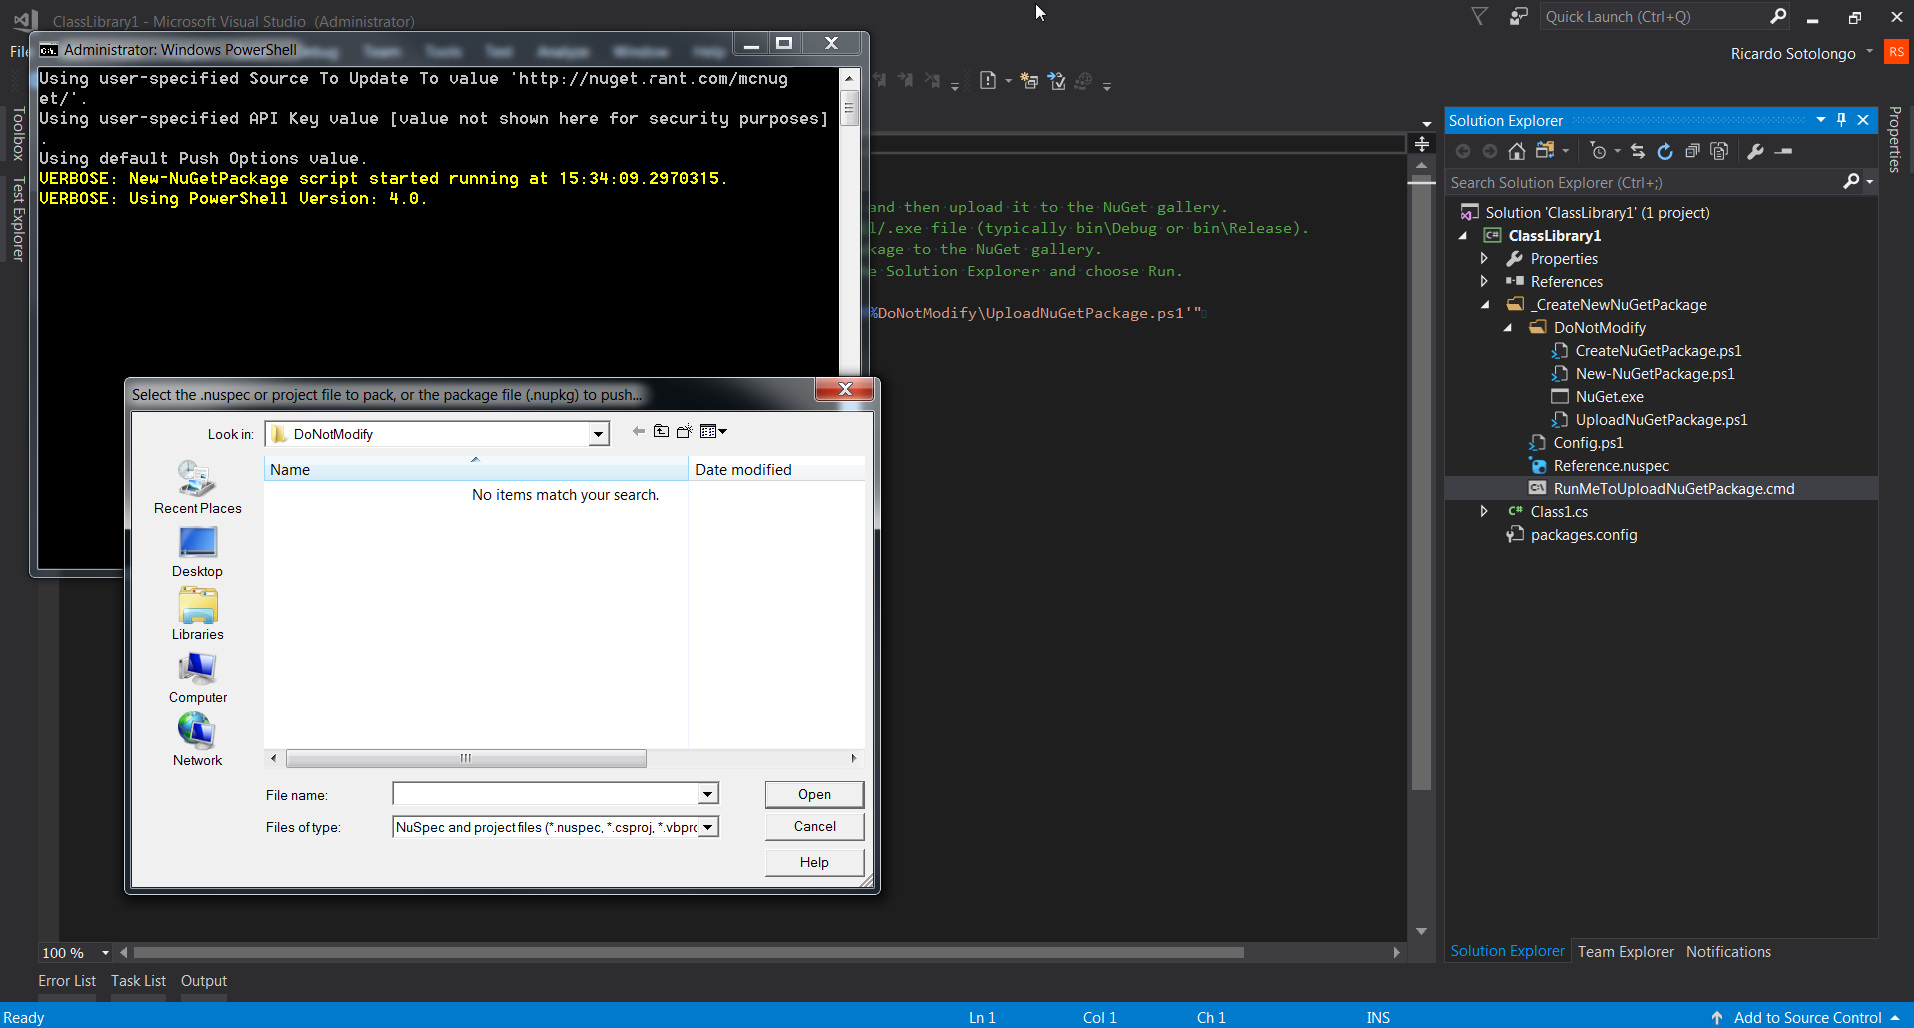 ClassLibrary1 - Microsoft Visual Studio (Administrator)
Quick Launch (Ctrl+Q)
Administrator: Windows PowerShell
Team Tools Test Analyze Window Help
Ricardo Sotolongo
RS
Using user-specified Source To Update To value 'http://nuget.rant.com/mcnug
et/'.
Using user-specified API Key value [value not shown here for security purposes]
.
Using default Push Options value.
VERBOSE: New-NuGetPackage script started running at 15:34:09.2970315.
VERBOSE: Using PowerShell Version: 4.0.
Toolbox
Test Explorer
and then upload it to the NuGet gallery.
l/.exe file (typically bin\Debug or bin\Release).
kage to the NuGet gallery.
e Solution Explorer and choose Run.
%DoNotModify\UploadNuGetPackage.ps1'"
Select the .nuspec or project file to pack, or the package file (.nupkg) to push...
Look in:
DoNotModify
Name
Date modified
No items match your search.
Recent Places
Desktop
Libraries
Computer
Network
File name:
Open
Files of type:
NuSpec and project files (*.nuspec, *.csproj, *.vbprc
Cancel
Help
Solution Explorer
Search Solution Explorer (Ctrl+;)
Solution 'ClassLibrary1' (1 project)
ClassLibrary1
Properties
References
_CreateNewNuGetPackage
DoNotModify
CreateNuGetPackage.ps1
New-NuGetPackage.ps1
NuGet.exe
UploadNuGetPackage.ps1
Config.ps1
Reference.nuspec
RunMeToUploadNuGetPackage.cmd
Class1.cs
packages.config
Properties
Solution Explorer
Team Explorer
Notifications
100 %
Error List
Task List
Output
Ready
Ln 1
Col 1
Ch 1
INS
Add to Source Control